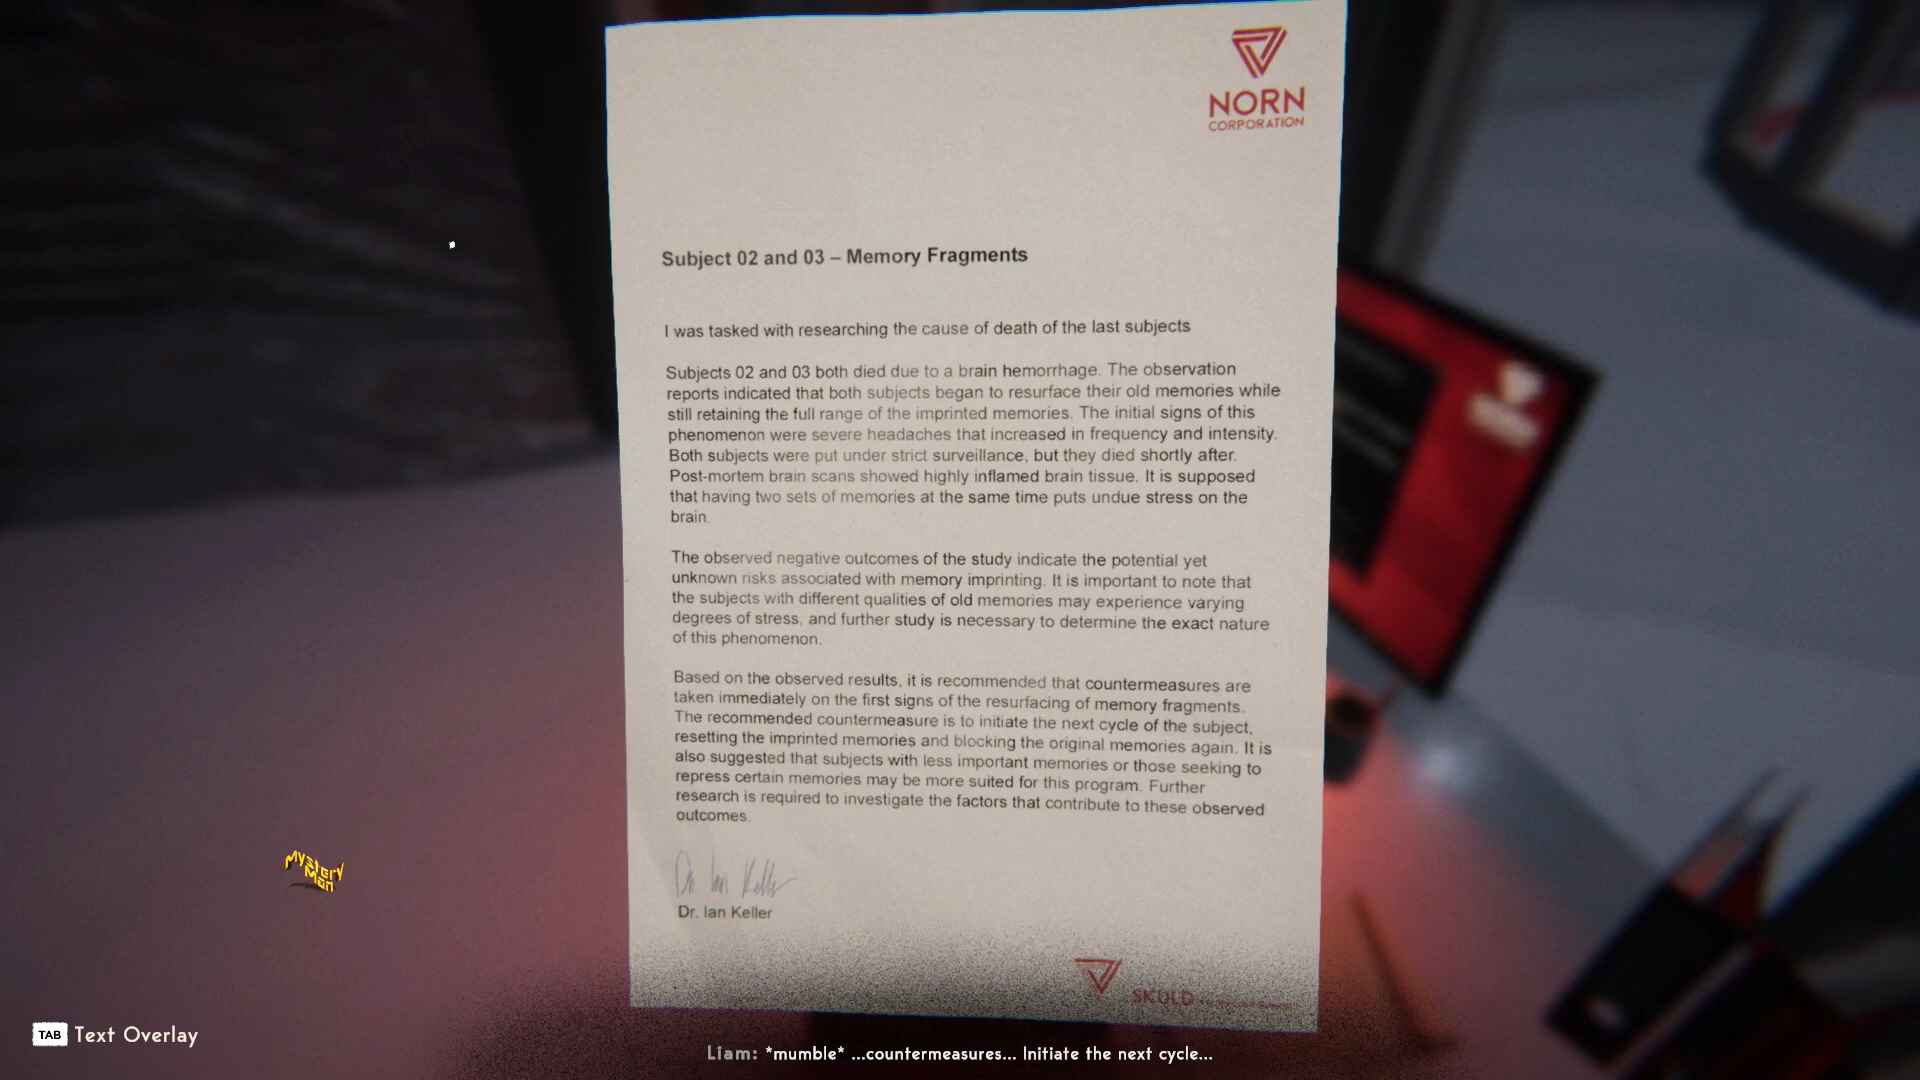 NORN
CORPORATION
Subject 02 and 03 – Memory Fragments
I was tasked with researching the cause of death of the last subjects
Subjects 02 and 03 both died due to a brain hemorrhage. The observation
reports indicated that both subjects began to resurface their old memories while
still retaining the full range of the imprinted memories. The initial signs of this
phenomenon were severe headaches that increased in frequency and intensity.
Both subjects were put under strict surveillance, but they died shortly after.
Post-mortem brain scans showed highly inflamed brain tissue. It is supposed
that having two sets of memories at the same time puts undue stress on the
brain.
The observed negative outcomes of the study indicate the potential yet
unknown risks associated with memory imprinting. It is important to note that
the subjects with different qualities of old memories may experience varying
degrees of stress, and further study is necessary to determine the exact nature
of this phenomenon.
Based on the observed results, it is recommended that countermeasures are
taken immediately on the first signs of the resurfacing of memory fragments.
The recommended countermeasure is to initiate the next cycle of the subject,
resetting the imprinted memories and blocking the original memories again. It is
also suggested that subjects with less important memories or those seeking to
repress certain memories may be more suited for this program. Further
research is required to investigate the factors that contribute to these observed
outcomes.
Dr. Ian Keller
Dr. Ian Keller
SKULD
Mystery
Man
TAB Text Overlay
Liam: *mumble* ...countermeasures... Initiate the next cycle...